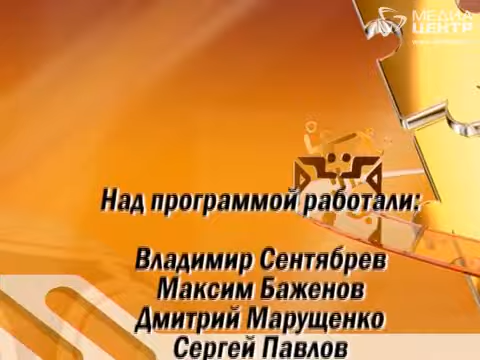 МЕДИА
ЦЕНТР
Над программой работали:
Владимир Сентябрев
Максим Баженов
Дмитрий Марущенко
Сергей Павлов